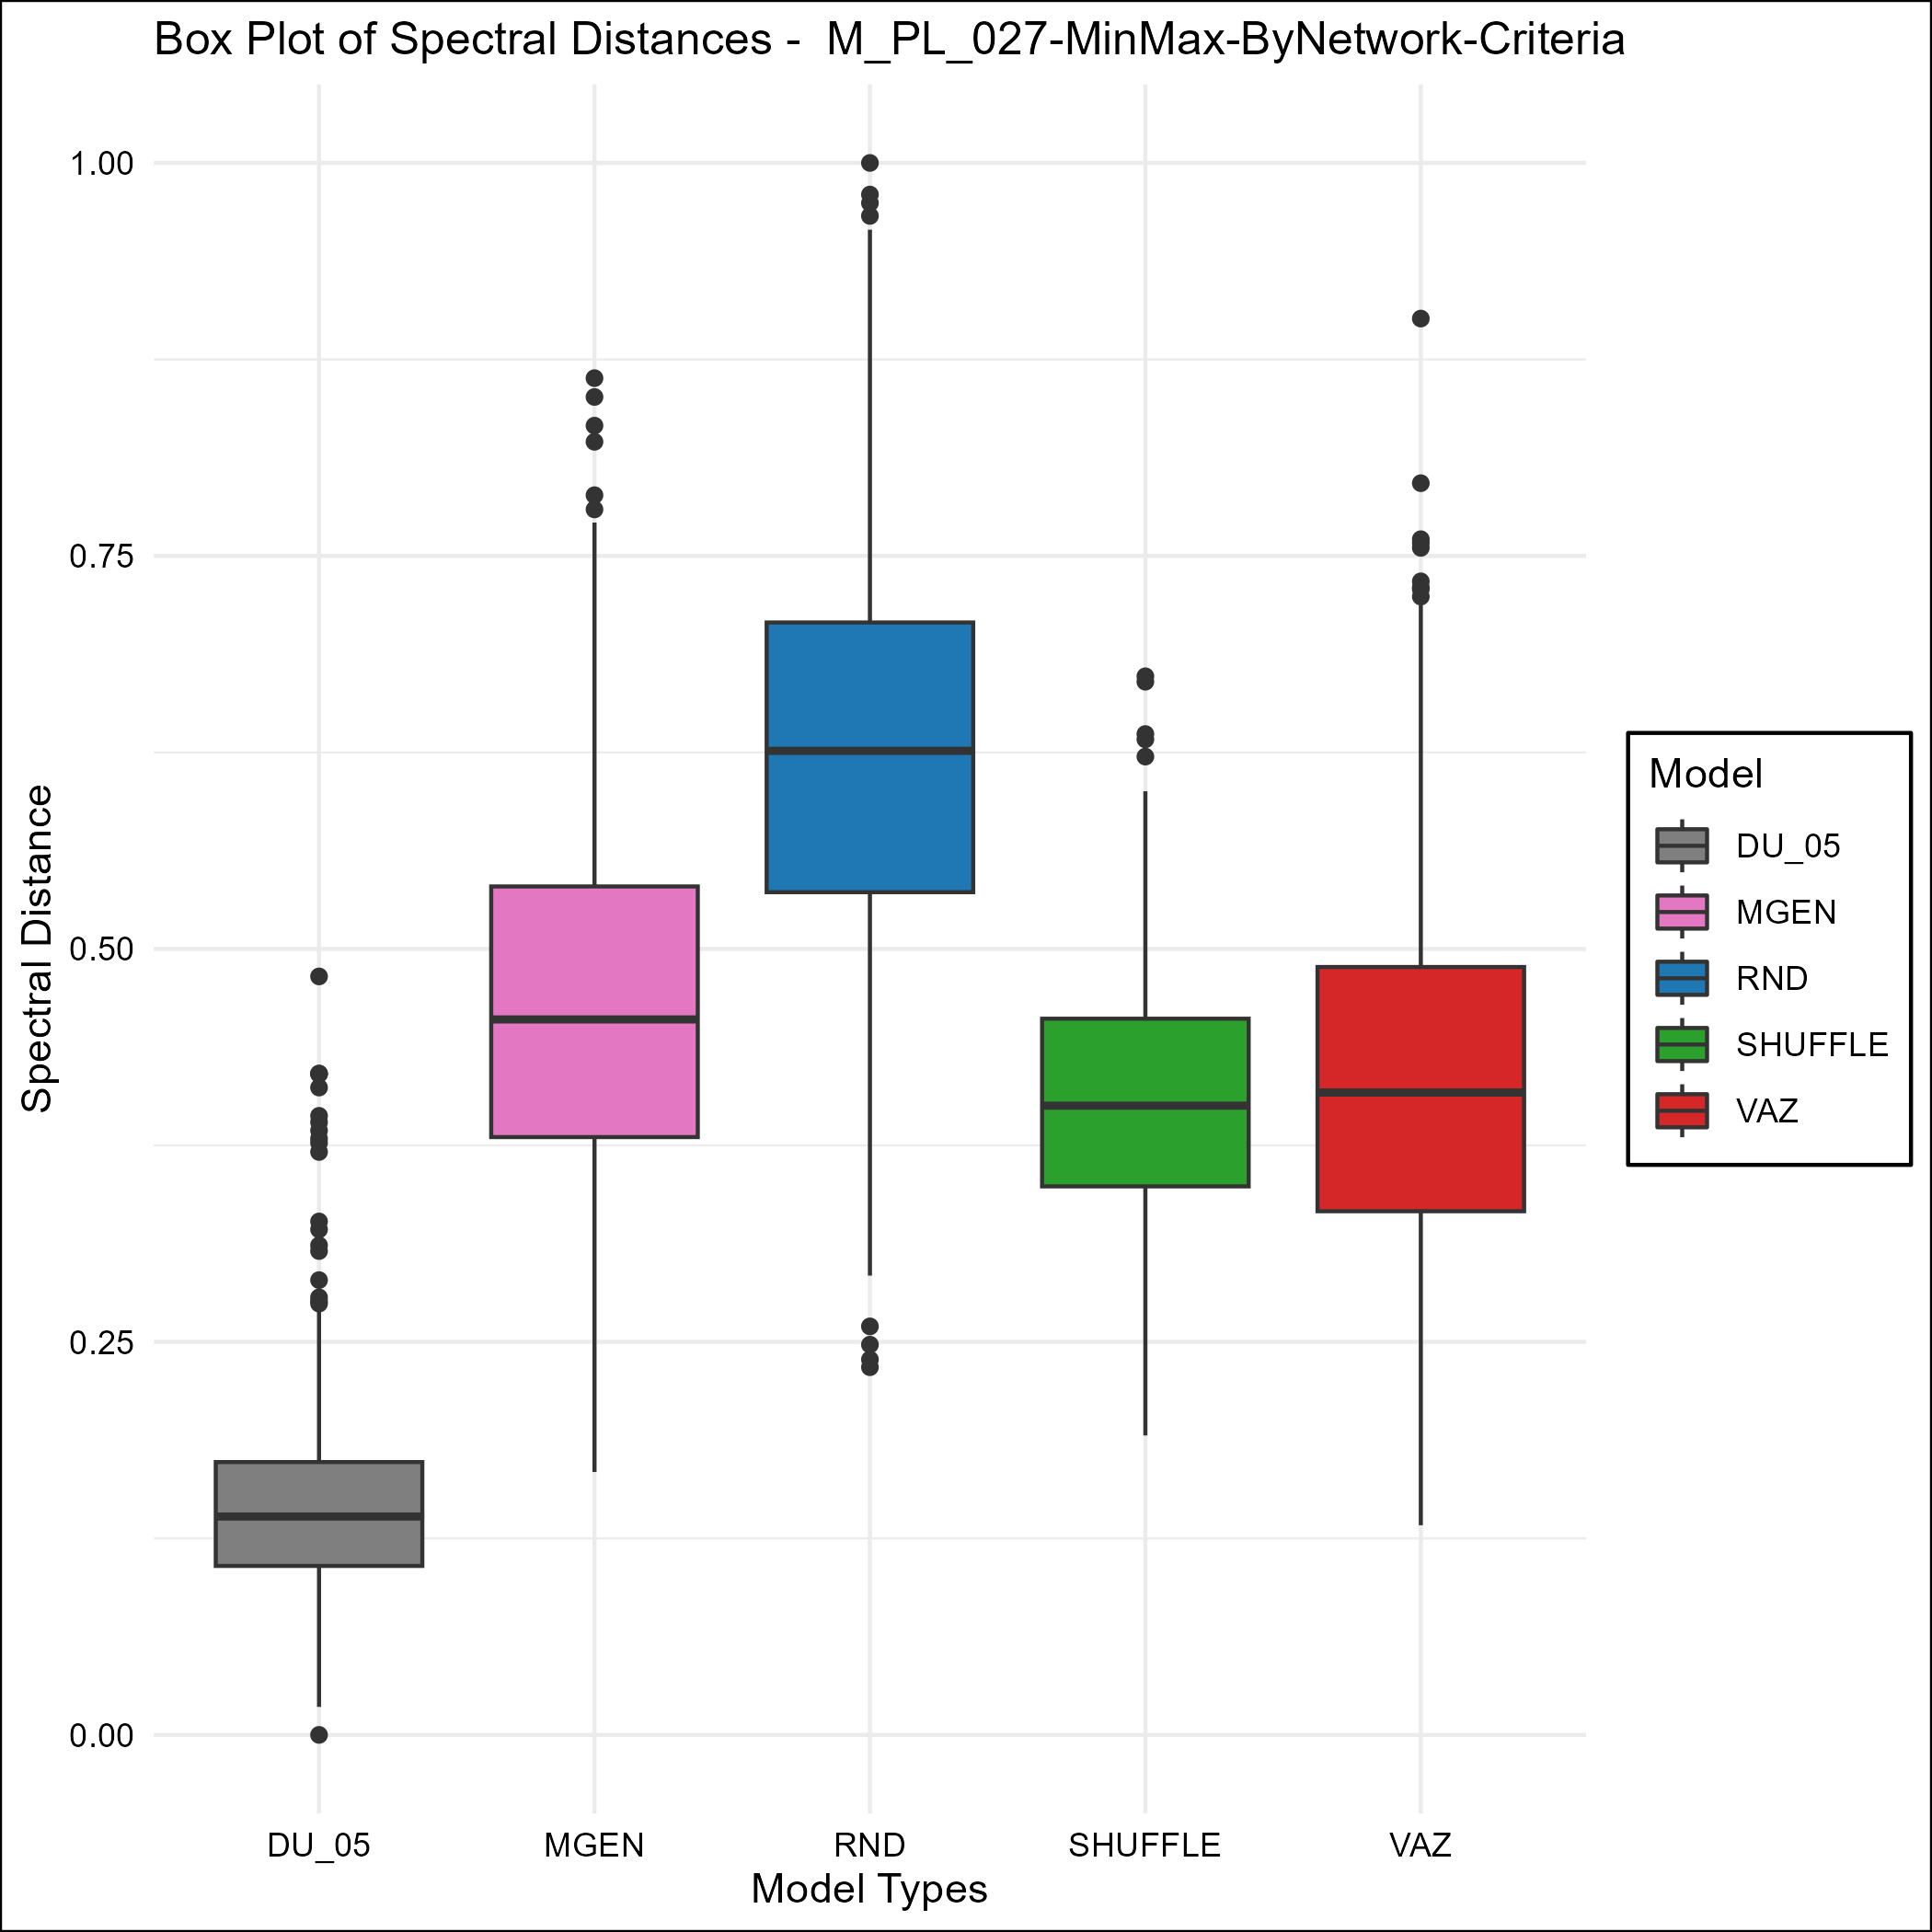 Box Plot of Spectral Distances -  M_PL_027-MinMax-ByNetwork-Criteria
Spectral Distance
1.00
0.75
0.50
0.25
0.00
DU_05
MGEN
RND
SHUFFLE
VAZ
Model Types
Model
DU_05
MGEN
RND
SHUFFLE
VAZ